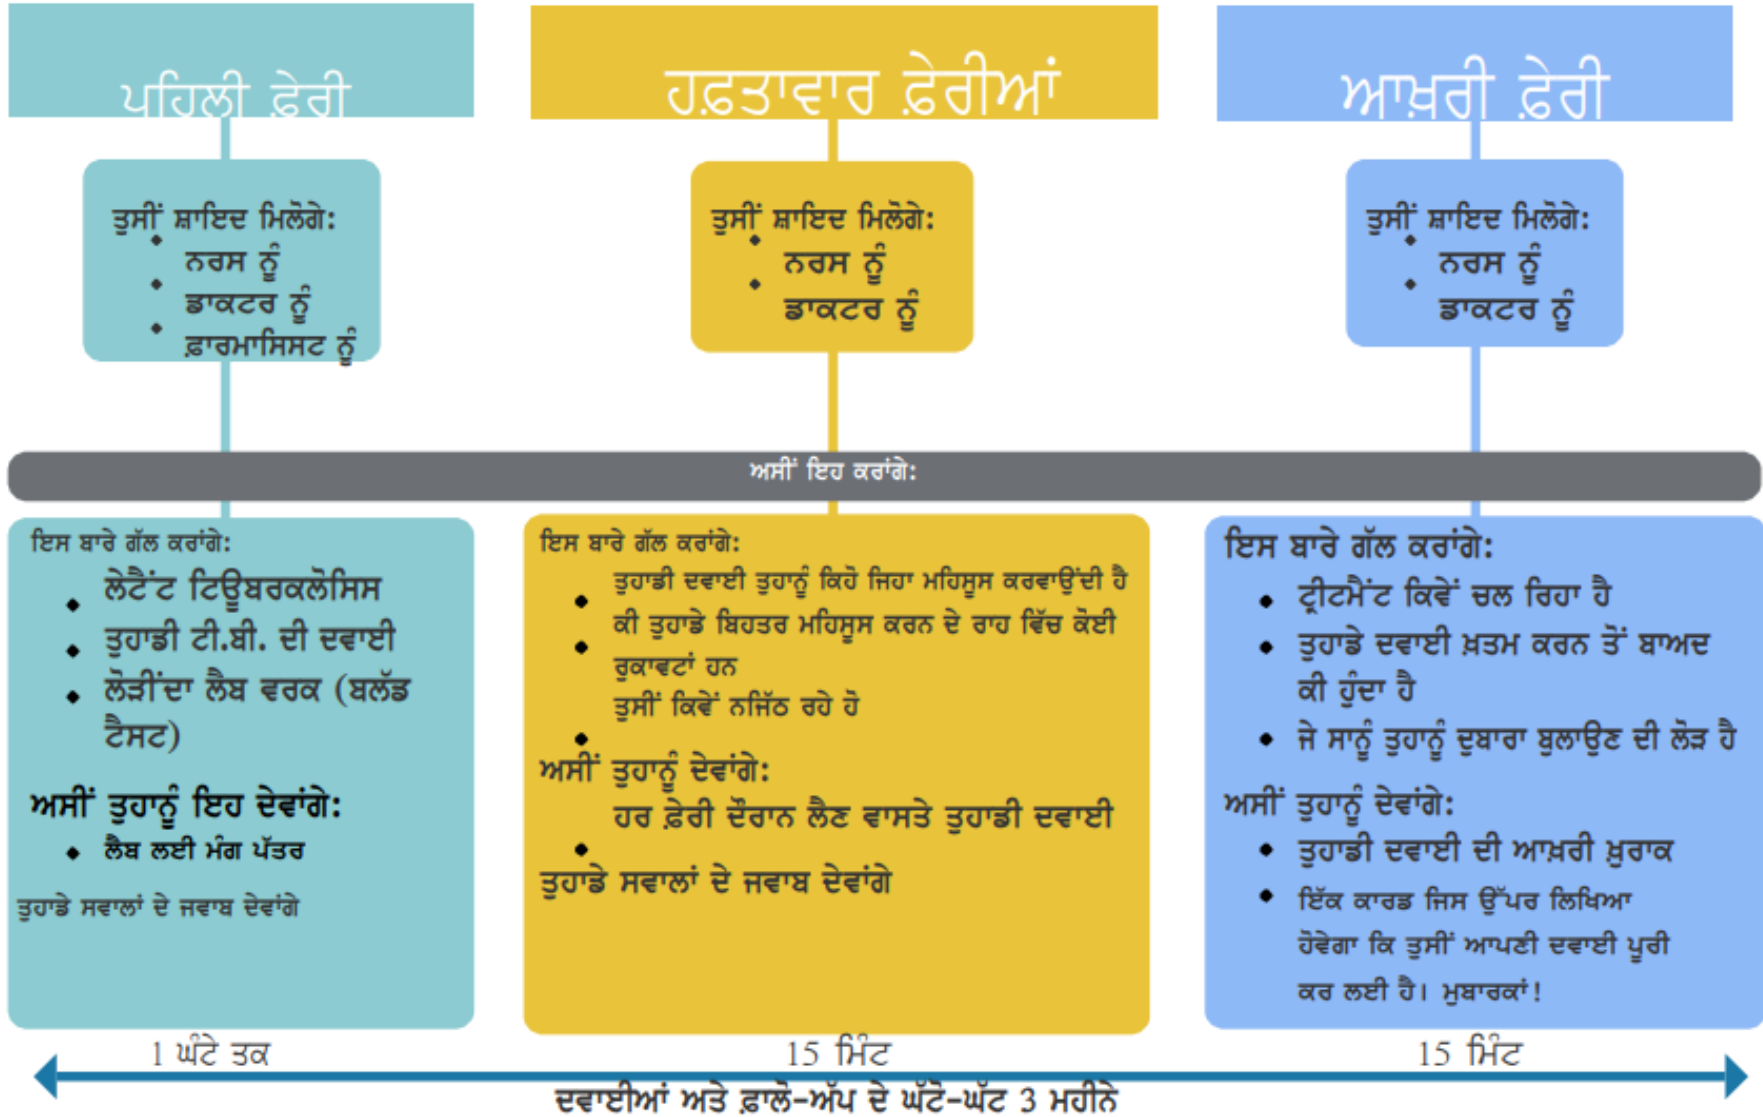 ਪਹਿਲੀ ਫ਼ੇਰੀ
ਤੁਸੀਂ ਸ਼ਾਇਦ ਮਿਲੋਗੇ:
• ਨਰਸ ਨੂੰ
• ਡਾਕਟਰ ਨੂੰ
• ਫ਼ਾਰਮਾਸਿਸਟ ਨੂੰ
ਹਫ਼ਤਾਵਾਰ ਫ਼ੇਰੀਆਂ
ਤੁਸੀਂ ਸ਼ਾਇਦ ਮਿਲੋਗੇ:
• ਨਰਸ ਨੂੰ
• ਡਾਕਟਰ ਨੂੰ
ਆਖ਼ਰੀ ਫ਼ੇਰੀ
ਤੁਸੀਂ ਸ਼ਾਇਦ ਮਿਲੋਗੇ:
• ਨਰਸ ਨੂੰ
• ਡਾਕਟਰ ਨੂੰ
ਅਸੀਂ ਇਹ ਕਰਾਂਗੇ:
ਇਸ ਬਾਰੇ ਗੱਲ ਕਰਾਂਗੇ:
• ਲੇਟੈਂਟ ਟਿਊਬਰਕਲੋਸਿਸ
• ਤੁਹਾਡੀ ਟੀ.ਬੀ. ਦੀ ਦਵਾਈ
• ਲੋੜੀਂਦਾ ਲੈਬ ਵਰਕ (ਬਲੱਡ
ਟੈਸਟ)
ਅਸੀਂ ਤੁਹਾਨੂੰ ਇਹ ਦੇਵਾਂਗੇ:
• ਲੈਬ ਲਈ ਮੰਗ ਪੱਤਰ
ਤੁਹਾਡੇ ਸਵਾਲਾਂ ਦੇ ਜਵਾਬ ਦੇਵਾਂਗੇ
1 ਘੰਟੇ ਤਕ
ਇਸ ਬਾਰੇ ਗੱਲ ਕਰਾਂਗੇ:
• ਤੁਹਾਡੀ ਦਵਾਈ ਤੁਹਾਨੂੰ ਕਿਹੋ ਜਿਹਾ ਮਹਿਸੂਸ ਕਰਵਾਉਂਦੀ ਹੈ
• ਕੀ ਤੁਹਾਡੇ ਬਿਹਤਰ ਮਹਿਸੂਸ ਕਰਨ ਦੇ ਰਾਹ ਵਿੱਚ ਕੋਈ
ਰੁਕਾਵਟਾਂ ਹਨ
• ਤੁਸੀਂ ਕਿਵੇਂ ਨਜਿੱਠ ਰਹੇ ਹੋ
ਅਸੀਂ ਤੁਹਾਨੂੰ ਦੇਵਾਂਗੇ:
• ਹਰ ਫ਼ੇਰੀ ਦੌਰਾਨ ਲੈਣ ਵਾਸਤੇ ਤੁਹਾਡੀ ਦਵਾਈ
ਤੁਹਾਡੇ ਸਵਾਲਾਂ ਦੇ ਜਵਾਬ ਦੇਵਾਂਗੇ
15 ਮਿੰਟ
ਇਸ ਬਾਰੇ ਗੱਲ ਕਰਾਂਗੇ:
• ਟ੍ਰੀਟਮੈਂਟ ਕਿਵੇਂ ਚਲ ਰਿਹਾ ਹੈ
• ਤੁਹਾਡੇ ਦਵਾਈ ਖ਼ਤਮ ਕਰਨ ਤੋਂ ਬਾਅਦ
ਕੀ ਹੁੰਦਾ ਹੈ
• ਜੇ ਸਾਨੂੰ ਤੁਹਾਨੂੰ ਦੁਬਾਰਾ ਬੁਲਾਉਣ ਦੀ ਲੋੜ ਹੈ
ਅਸੀਂ ਤੁਹਾਨੂੰ ਦੇਵਾਂਗੇ:
• ਤੁਹਾਡੀ ਦਵਾਈ ਦੀ ਆਖ਼ਰੀ ਖ਼ੁਰਾਕ
• ਇੱਕ ਕਾਰਡ ਜਿਸ ਉੱਪਰ ਲਿਖਿਆ
ਹੋਵੇਗਾ ਕਿ ਤੁਸੀਂ ਆਪਣੀ ਦਵਾਈ ਪੂਰੀ
ਕਰ ਲਈ ਹੈ। ਮੁਬਾਰਕਾਂ!
15 ਮਿੰਟ
ਦਵਾਈਆਂ ਅਤੇ ਫ਼ਾਲੋ-ਅੱਪ ਦੇ ਘੱਟੋ-ਘੱਟ 3 ਮਹੀਨੇ